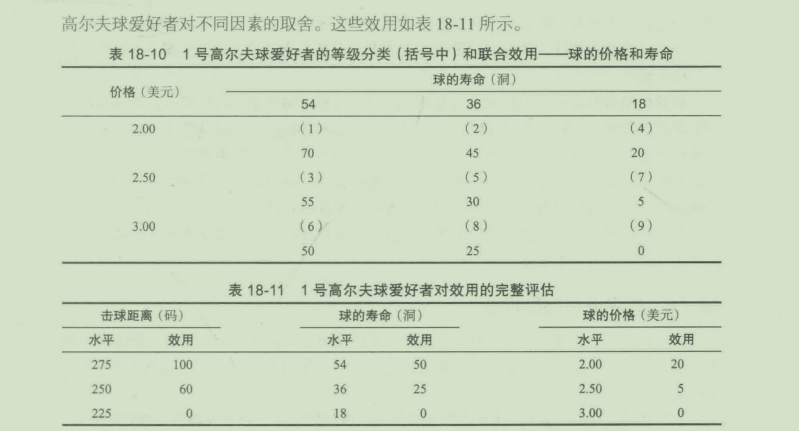 高尔夫球爱好者对不同因素的取舍。这些效用如表 18-11 所示。
表 18-10 1 号高尔夫球爱好者的等级分类（括号中）和联合效用——球的价格和寿命
价格（美元） 球的寿命（洞）
54 36 18
2.00 （1） （2） （4）
70 45 20
2.50 （3） （5） （7）
55 30 5
3.00 （6） （8） （9）
50 25 0
表 18-11 1 号高尔夫球爱好者对效用的完整评估
击球距离（码） 球的寿命（洞） 球的价格（美元）
水平 效用 水平 效用 水平 效用
275 100 54 50 2.00 20
250 60 36 25 2.50 5
225 0 18 0 3.00 0